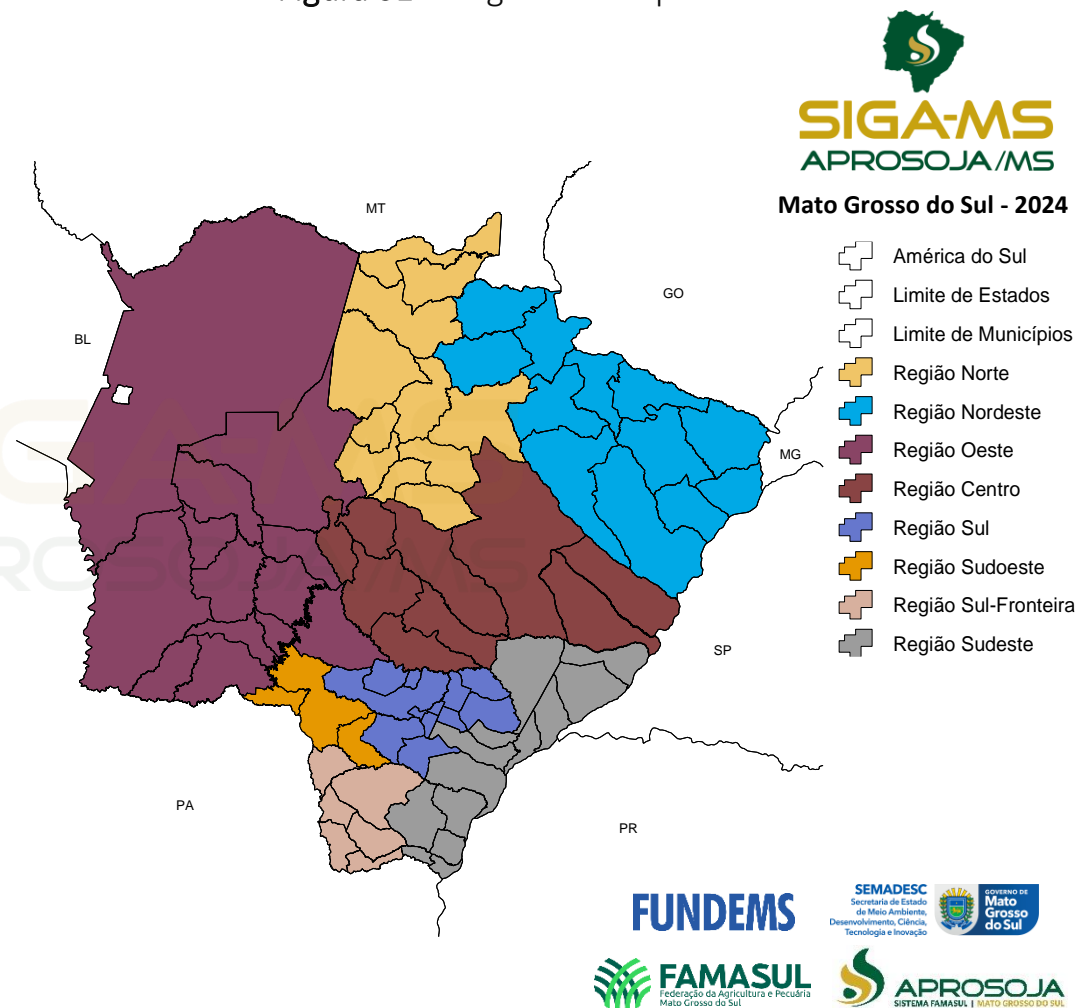 SIGA-MS
APROSOJA/MS
Mato Grosso do Sul - 2024
América do Sul
Limite de Estados
Limite de Municípios
Região Norte
Região Nordeste
Região Oeste
Região Centro
Região Sul
Região Sudoeste
Região Sul-Fronteira
Região Sudeste
MT
GO
BL
MG
SP
PA
PR
FUNDEMS
SEMADESC
Secretaria de Estado
de Meio Ambiente,
Desenvolvimento, Ciência,
Tecnologia e Inovação
GOVERNO DE
Mato
Grosso
do Sul
FAMASUL
Federação da Agricultura e Pecuária
Mato Grosso do Sul
APROSOJA
SISTEMA FAMASUL | MATO GROSSO DO SUL